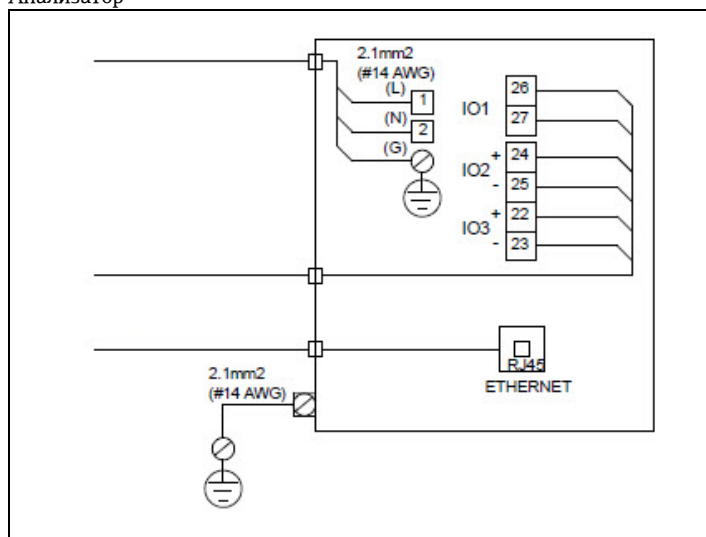 Анализатор
2.1mm2
(#14 AWG)
(L)
1
(N)
2
(G)
IO1
26
27
IO2
+
24
-
25
IO3
+
22
-
23
RJ45
ETHERNET
2.1mm2
(#14 AWG)